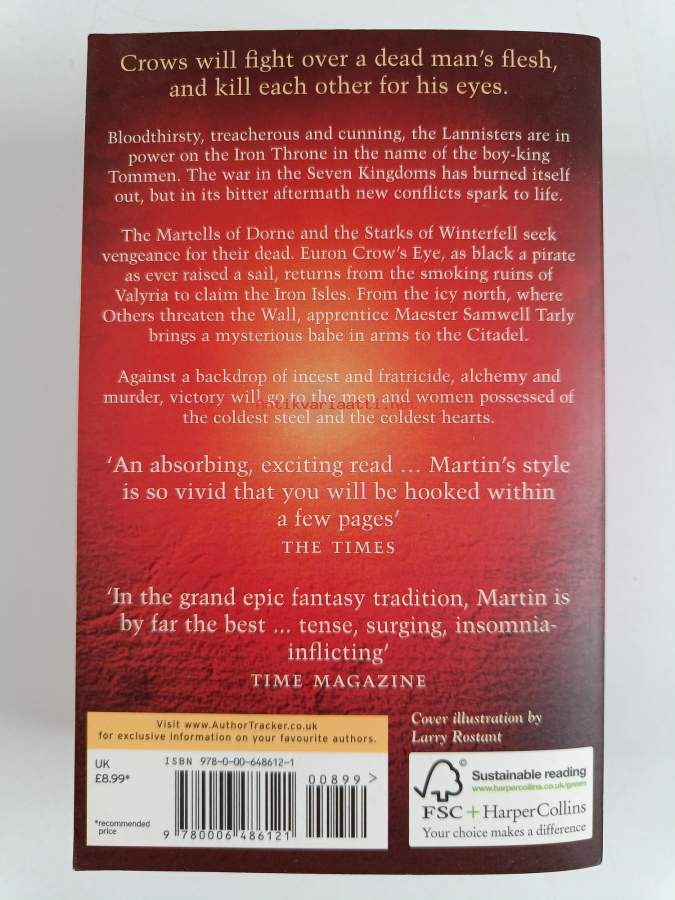 Crows will fight over a dead man's flesh,
and kill each other for his eyes.
Bloodthirsty, treacherous and cunning, the Lannisters are in
power on the Iron Throne in the name of the boy-king
Tommen. The war in the Seven Kingdoms has burned itself
out, but in its bitter aftermath new conflicts spark to life.
The Martells of Dorne and the Starks of Winterfell seek
vengeance for their dead. Euron Crow's Eye, as black a pirate
as ever raised a sail, returns from the smoking ruins of
Valyria to claim the Iron Isles. From the icy north, where
Others threaten the Wall, apprentice Maester Samwell Tarly
brings a mysterious babe in arms to the Citadel.
Against a backdrop of incest and fratricide, alchemy and
murder, victory will go to the men and women possessed of
antikvariaatti.net
the coldest steel and the coldest hearts.
'An absorbing, exciting read ... Martin's style
is so vivid that you will be hooked within
a few pages'
THE TIMES
'In the grand epic fantasy tradition, Martin is
by far the best ... tense, surging, insomnia-
inflicting'
TIME MAGAZINE
Visit www.AuthorTracker.co.uk
for exclusive information on your favourite authors.
Cover illustration by
Larry Rostant
UK
£8.99*
*recommended
price
ISBN 978-0-00-648612-1
00899>
9 780006 486121
©
Sustainable reading
www.harpercollins.co.uk/green
FSC + HarperCollins
Your choice makes a difference